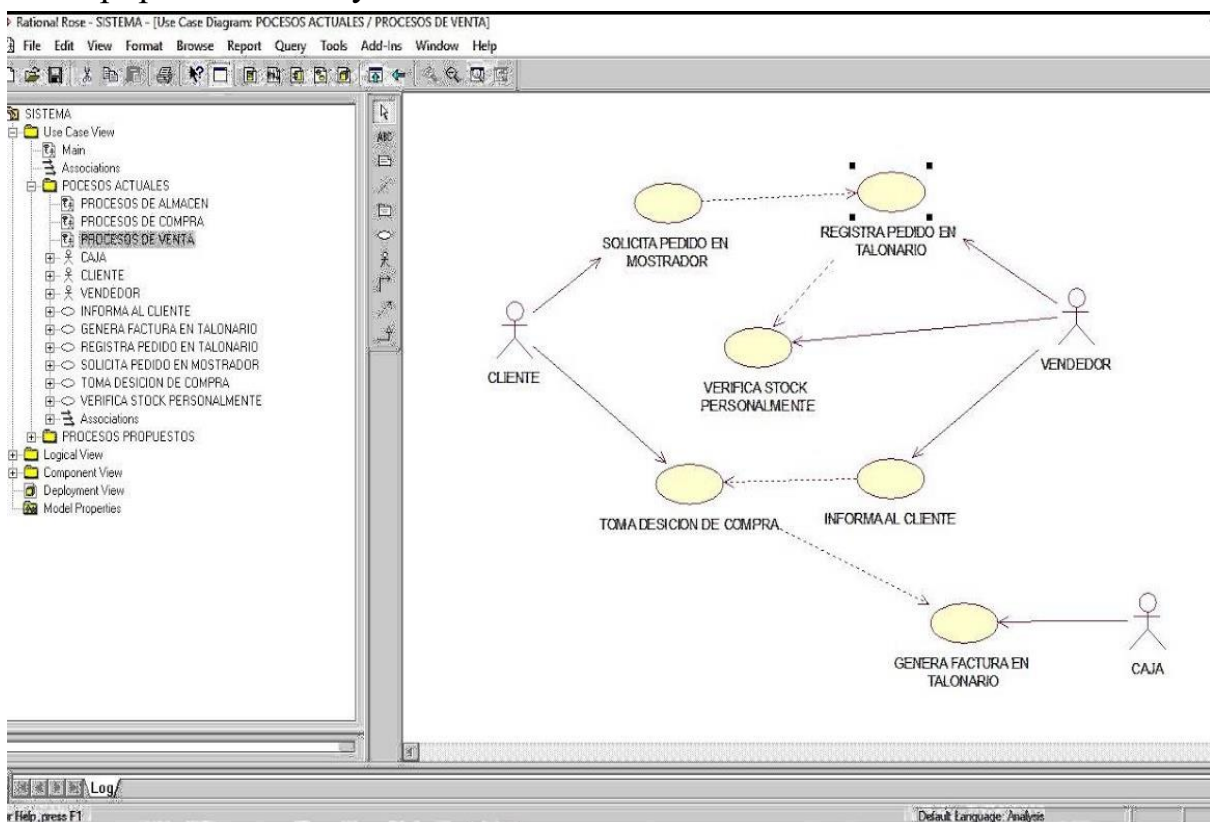 Rational Rose - SISTEMA - [Use Case Diagram: POCESOS ACTUALES / PROCESOS DE VENTA]
File Edit View Format Browse Report Query Tools Add-Ins Window Help
SISTEMA
Use Case View
Main
Associations
POCESOS ACTUALES
PROCESOS DE ALMACEN
PROCESOS DE COMPRA
PROCESOS DE VENTA
CAJA
CLIENTE
VENDEDOR
INFORMA AL CLIENTE
GENERA FACTURA EN TALONARIO
REGISTRA PEDIDO EN TALONARIO
SOLICITA PEDIDO EN MOSTRADOR
TOMA DESICION DE COMPRA
VERIFICA STOCK PERSONALMENTE
Associations
PROCESOS PROPUESTOS
Logical View
Component View
Deployment View
Model Properties
ABC
SOLICITA PEDIDO EN
MOSTRADOR
REGISTRA PEDIDO EN
TALONARIO
CLIENTE
VERIFICA STOCK
PERSONALMENTE
VENDEDOR
TOMA DESICION DE COMPRA
INFORMA AL CLIENTE
GENERA FACTURA EN
TALONARIO
CAJA
Log
r Help, press F1
Default Language: Analysis